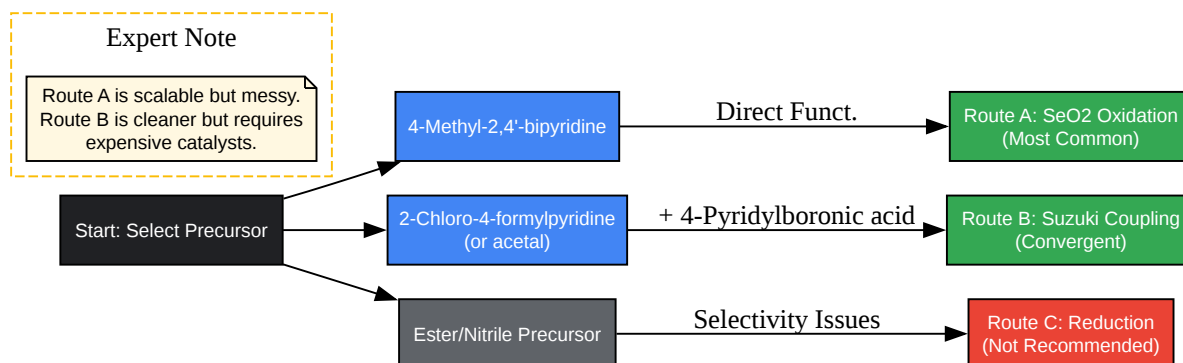 Expert Note
Route A is scalable but messy.
Route B is cleaner but requires
expensive catalysts.
Start: Select Precursor
4-Methyl-2,4'-bipyridine
Direct Funct.
Route A: SeO2 Oxidation
(Most Common)
2-Chloro-4-formylpyridine
(or acetal)
+ 4-Pyridylboronic acid
Route B: Suzuki Coupling
(Convergent)
Ester/Nitrile Precursor
Selectivity Issues
Route C: Reduction
(Not Recommended)